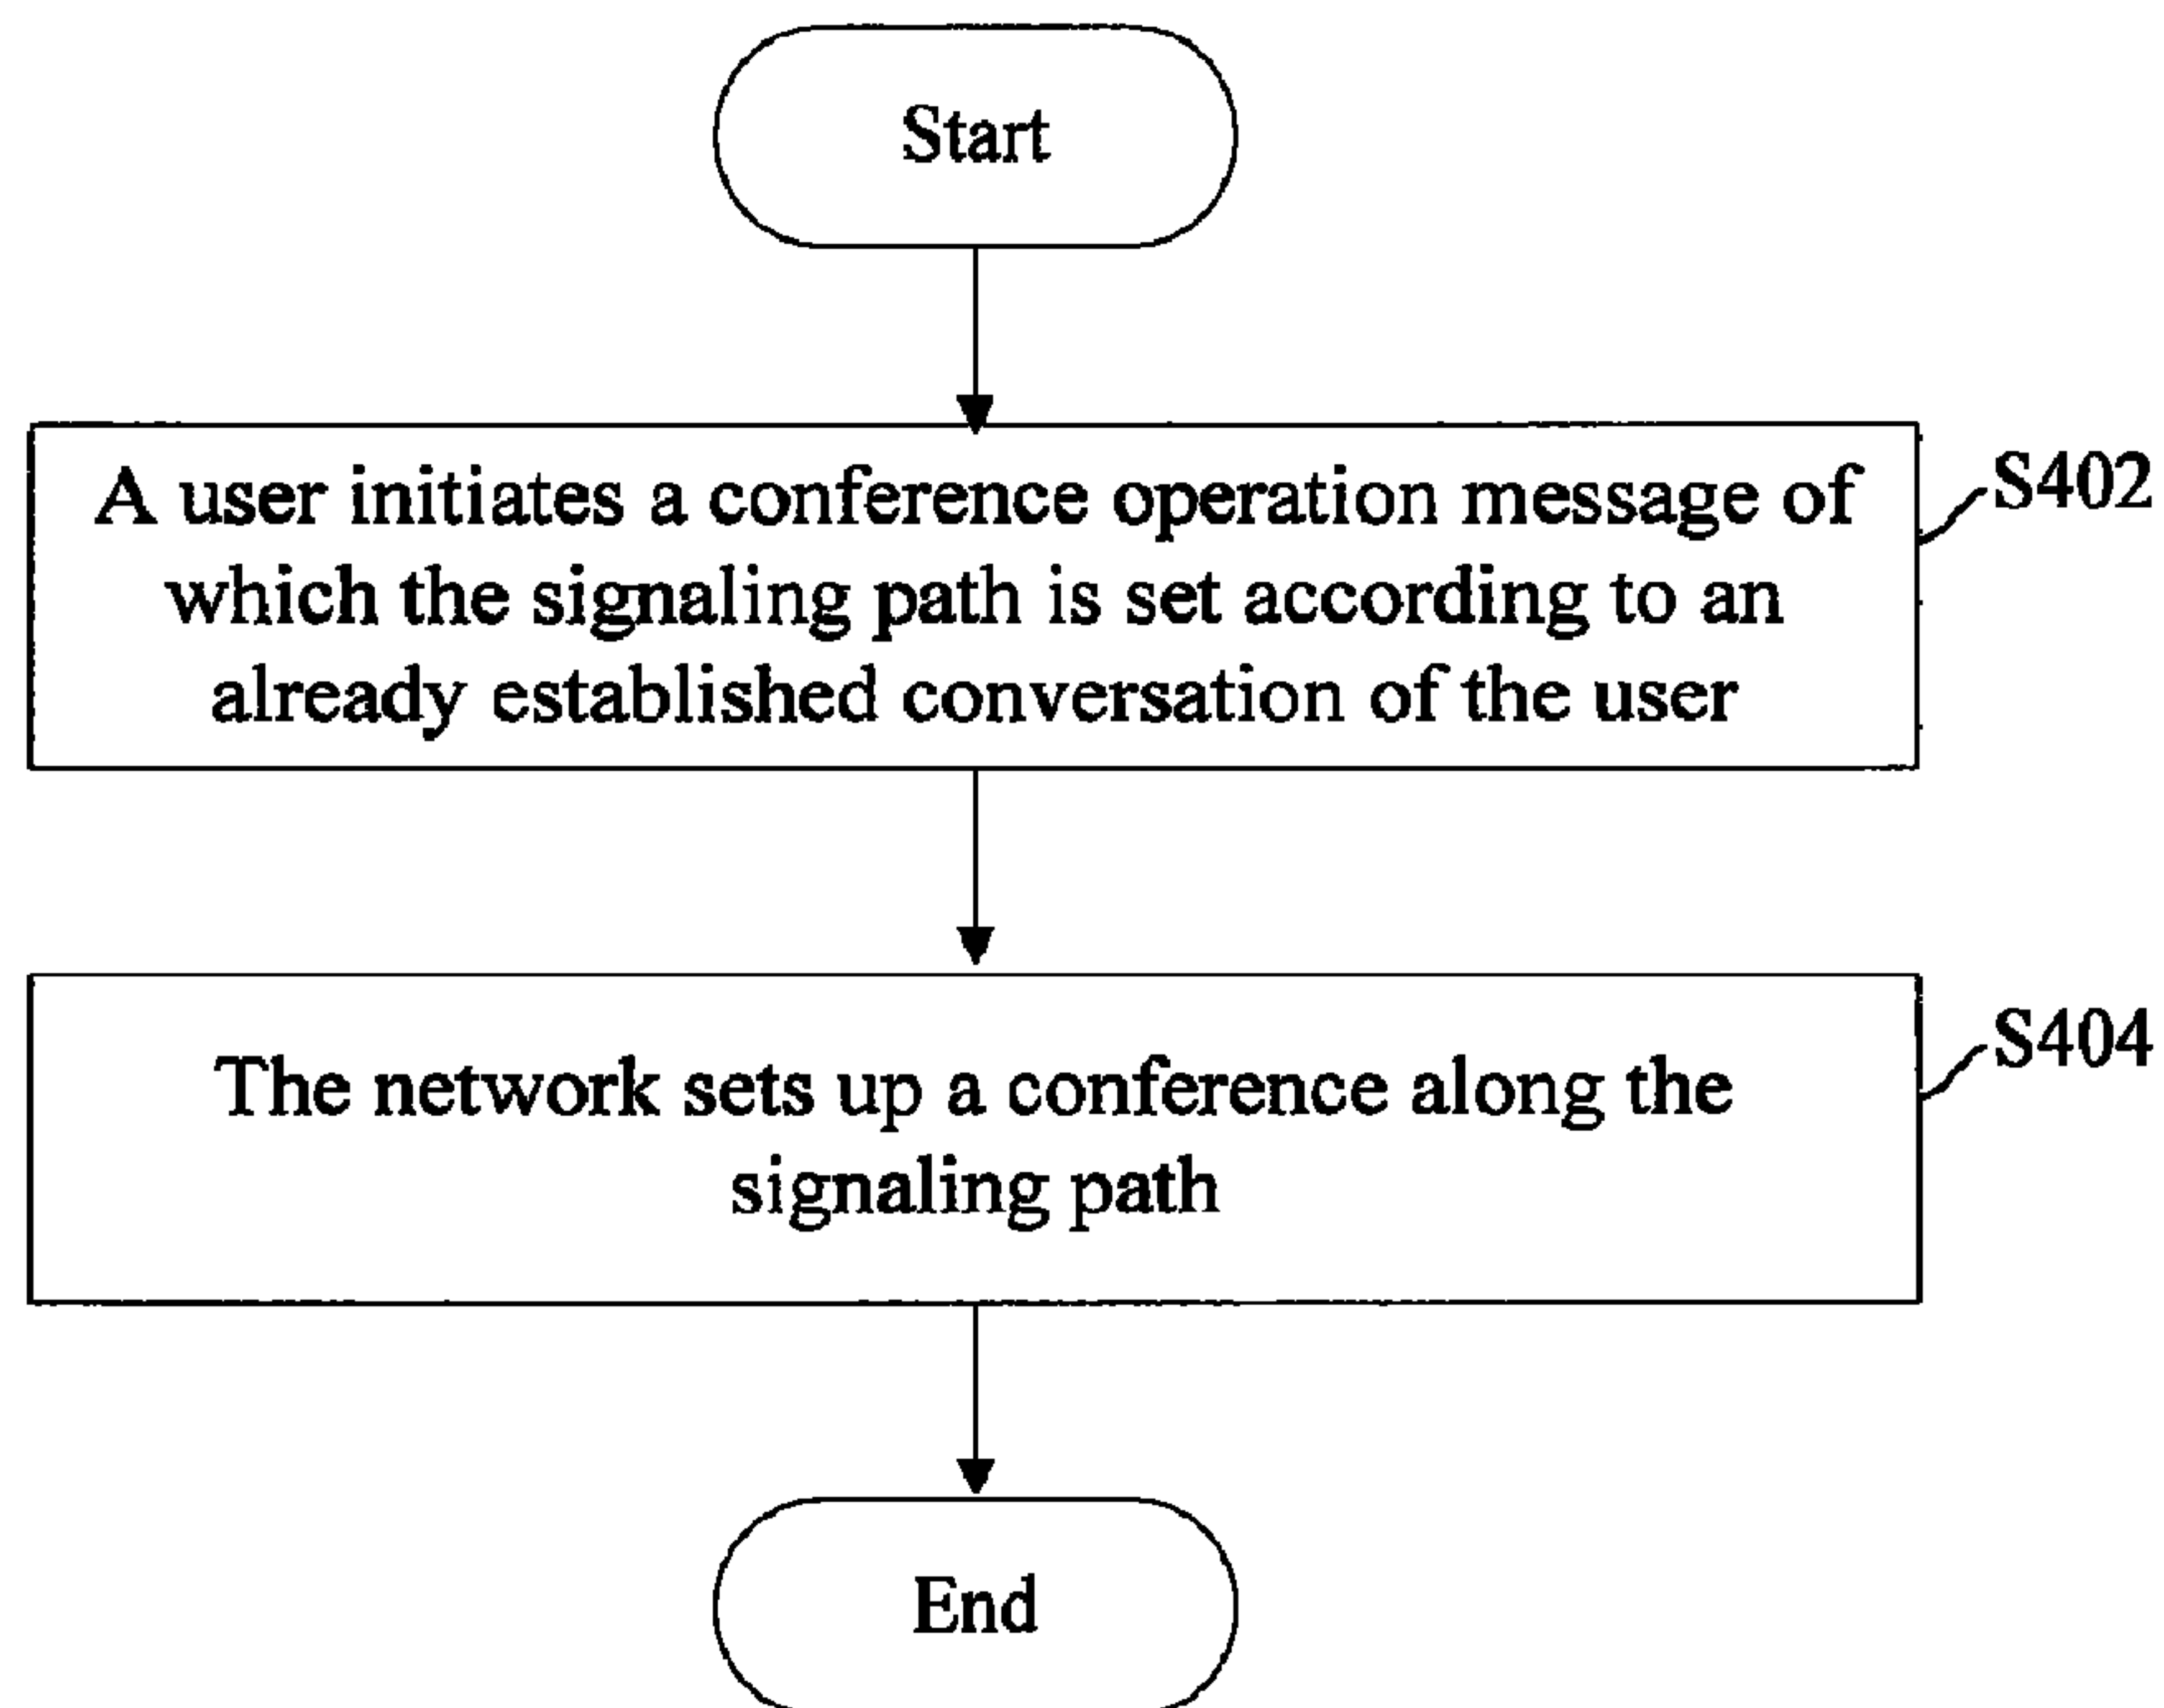 Start
A user initiates a conference operation message of
which the signaling path is set according to an
already established conversation of the user
S402
The network sets up a conference along the
signaling path
S404
End